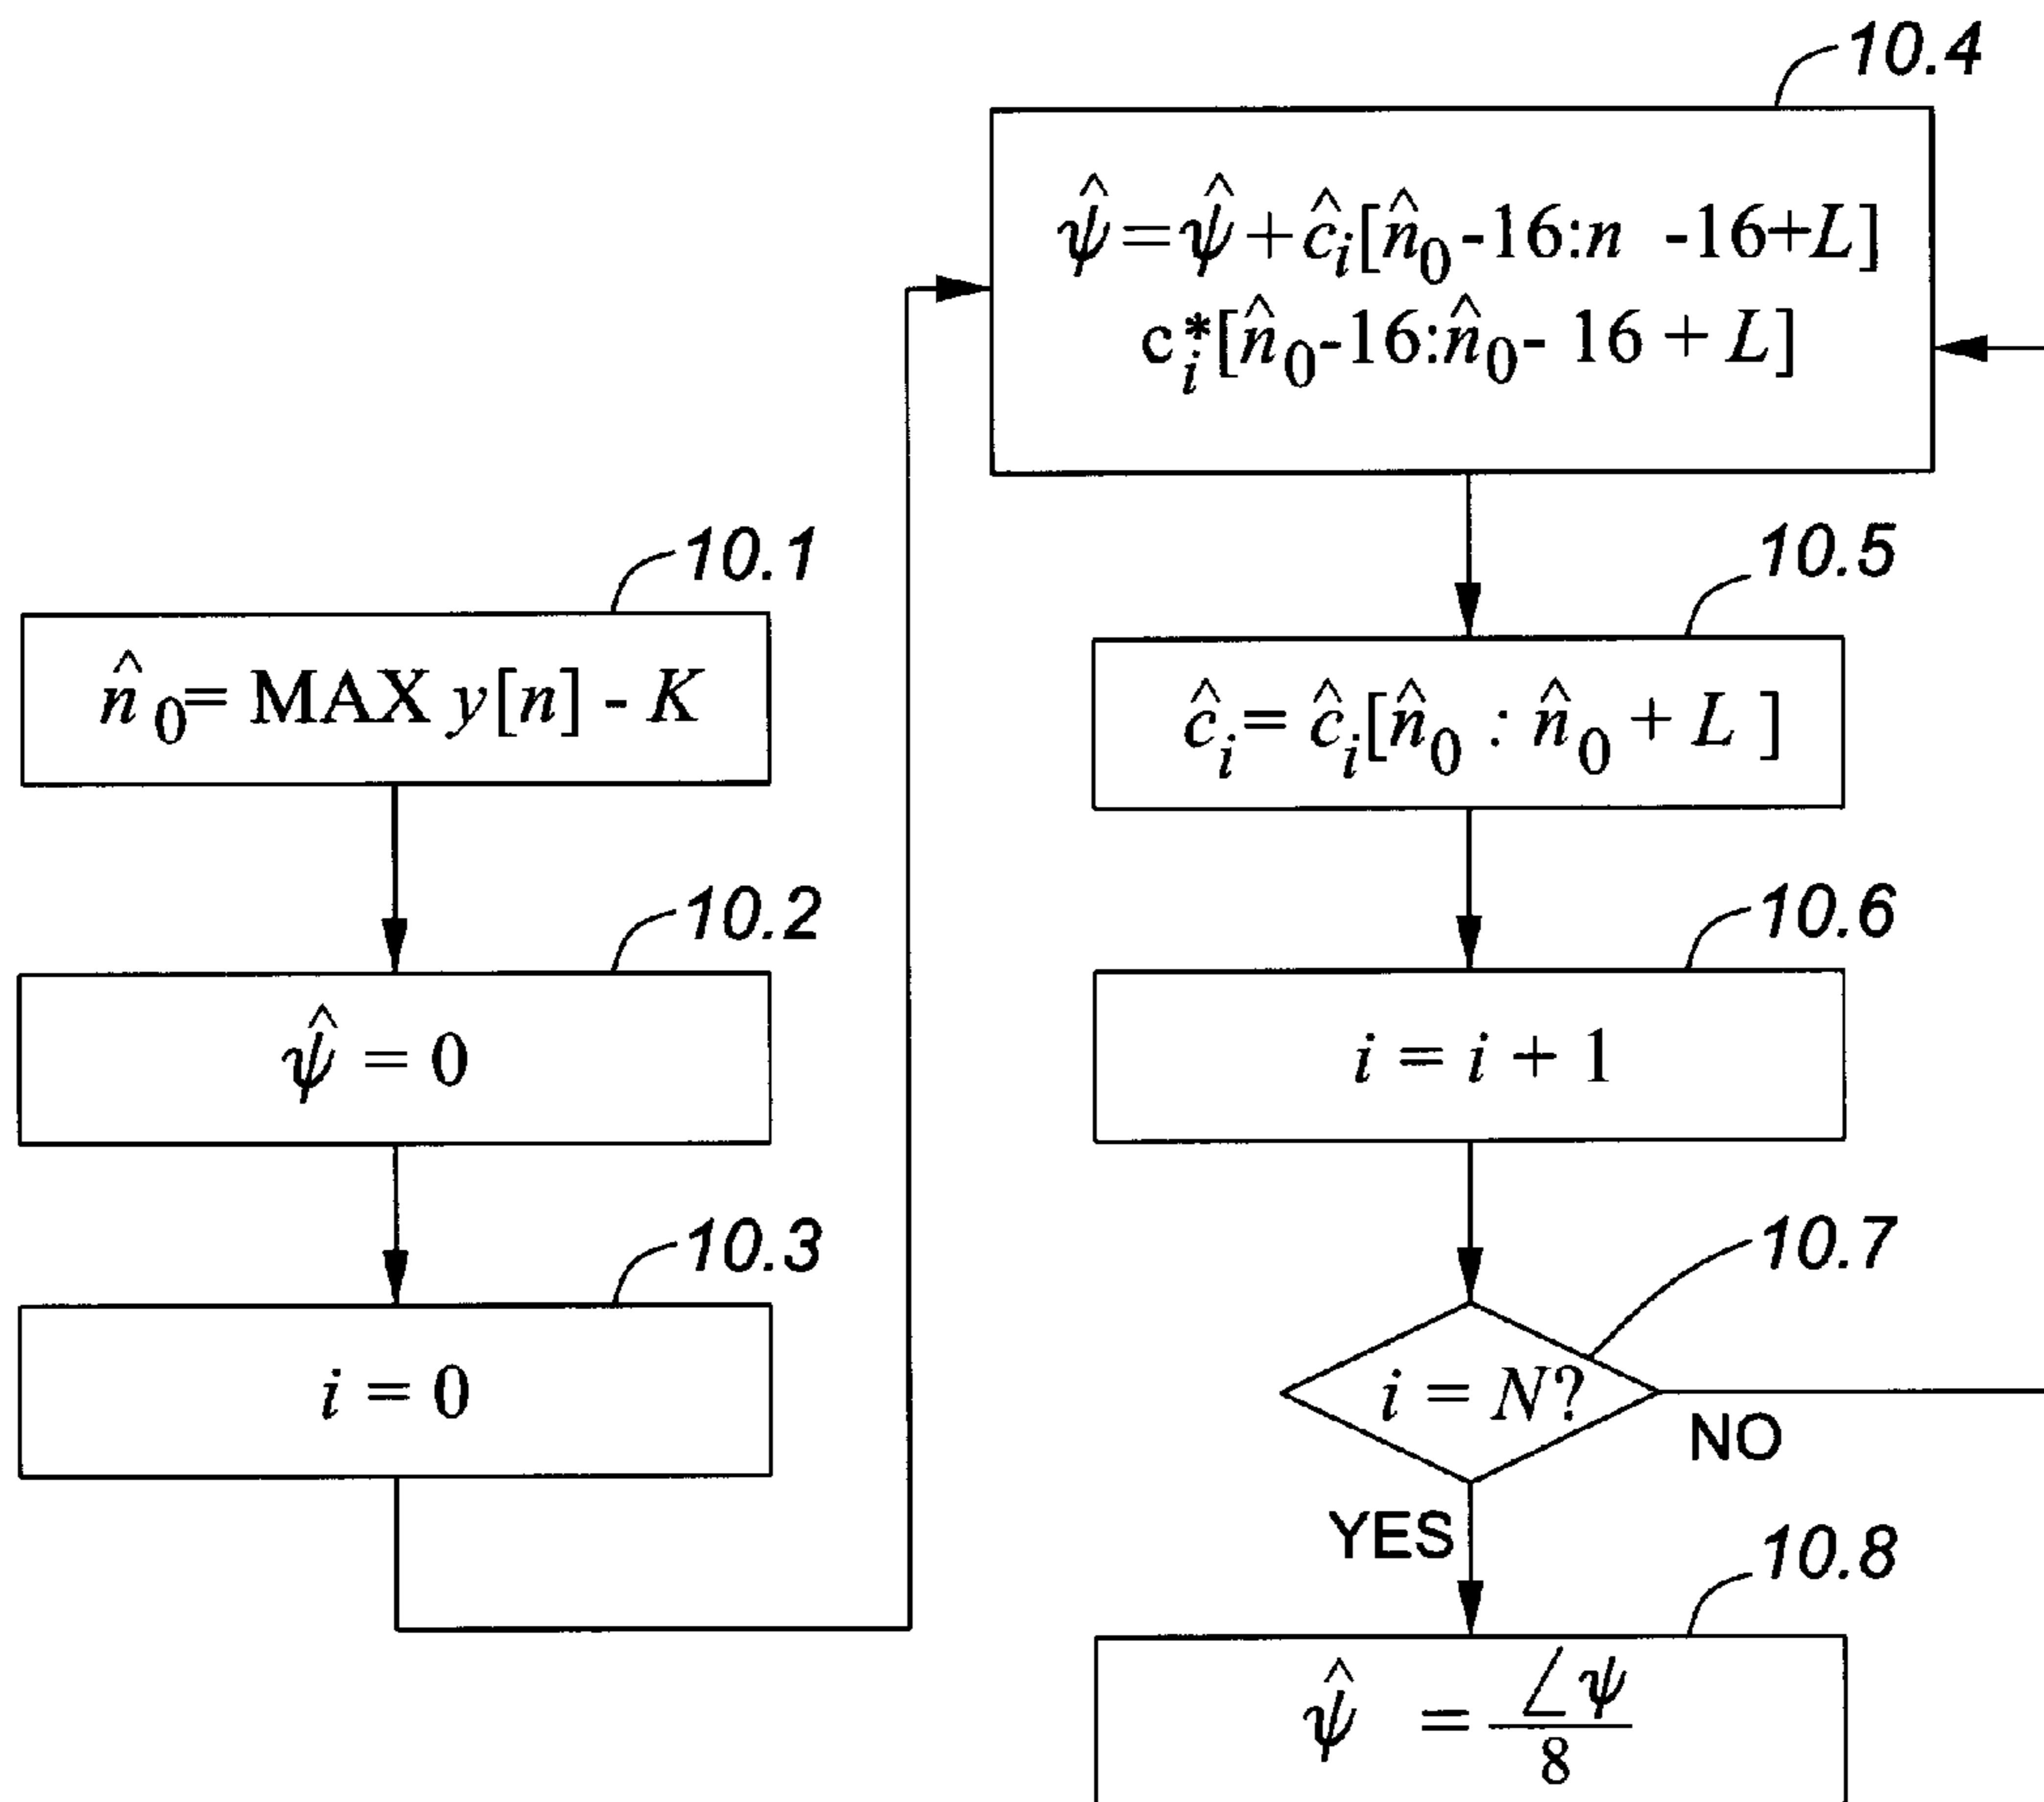 10.1
n̂₀= MAX y[n] - K
10.2
ψ̂ = 0
10.3
i = 0
10.4
ψ̂=ψ̂+ĉᵢ[n̂₀-16:n -16+L]
cᵢ*[n̂₀-16:n̂₀- 16 + L]
10.5
ĉᵢ= ĉᵢ[n̂₀ : n̂₀ + L ]
10.6
i = i + 1
10.7
i = N?
NO
YES
10.8
ψ̂ = ∠ψ
8